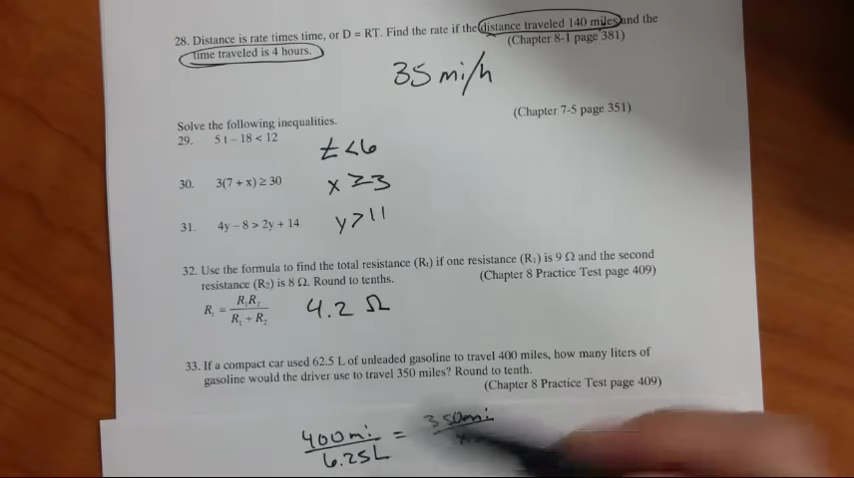 28. Distance is rate times time, or D = RT. Find the rate if the distance traveled 140 miles and the
time traveled is 4 hours.
(Chapter 8-1 page 381)
35 mi/h
(Chapter 7-5 page 351)
Solve the following inequalities.
29. 5 t – 18 < 12
t < 6
30. 3(7 + x) ≥ 30
x ≥ 3
31. 4y – 8 > 2y + 14
y > 11
32. Use the formula to find the total resistance (Rₜ) if one resistance (R₁) is 9 Ω and the second
resistance (R₂) is 8 Ω. Round to tenths.
(Chapter 8 Practice Test page 409)
Rₜ = R₁R₂ / R₁ + R₂
4.2 Ω
33. If a compact car used 62.5 L of unleaded gasoline to travel 400 miles, how many liters of
gasoline would the driver use to travel 350 miles? Round to tenth.
(Chapter 8 Practice Test page 409)
400mi / 6.25L = 350mi